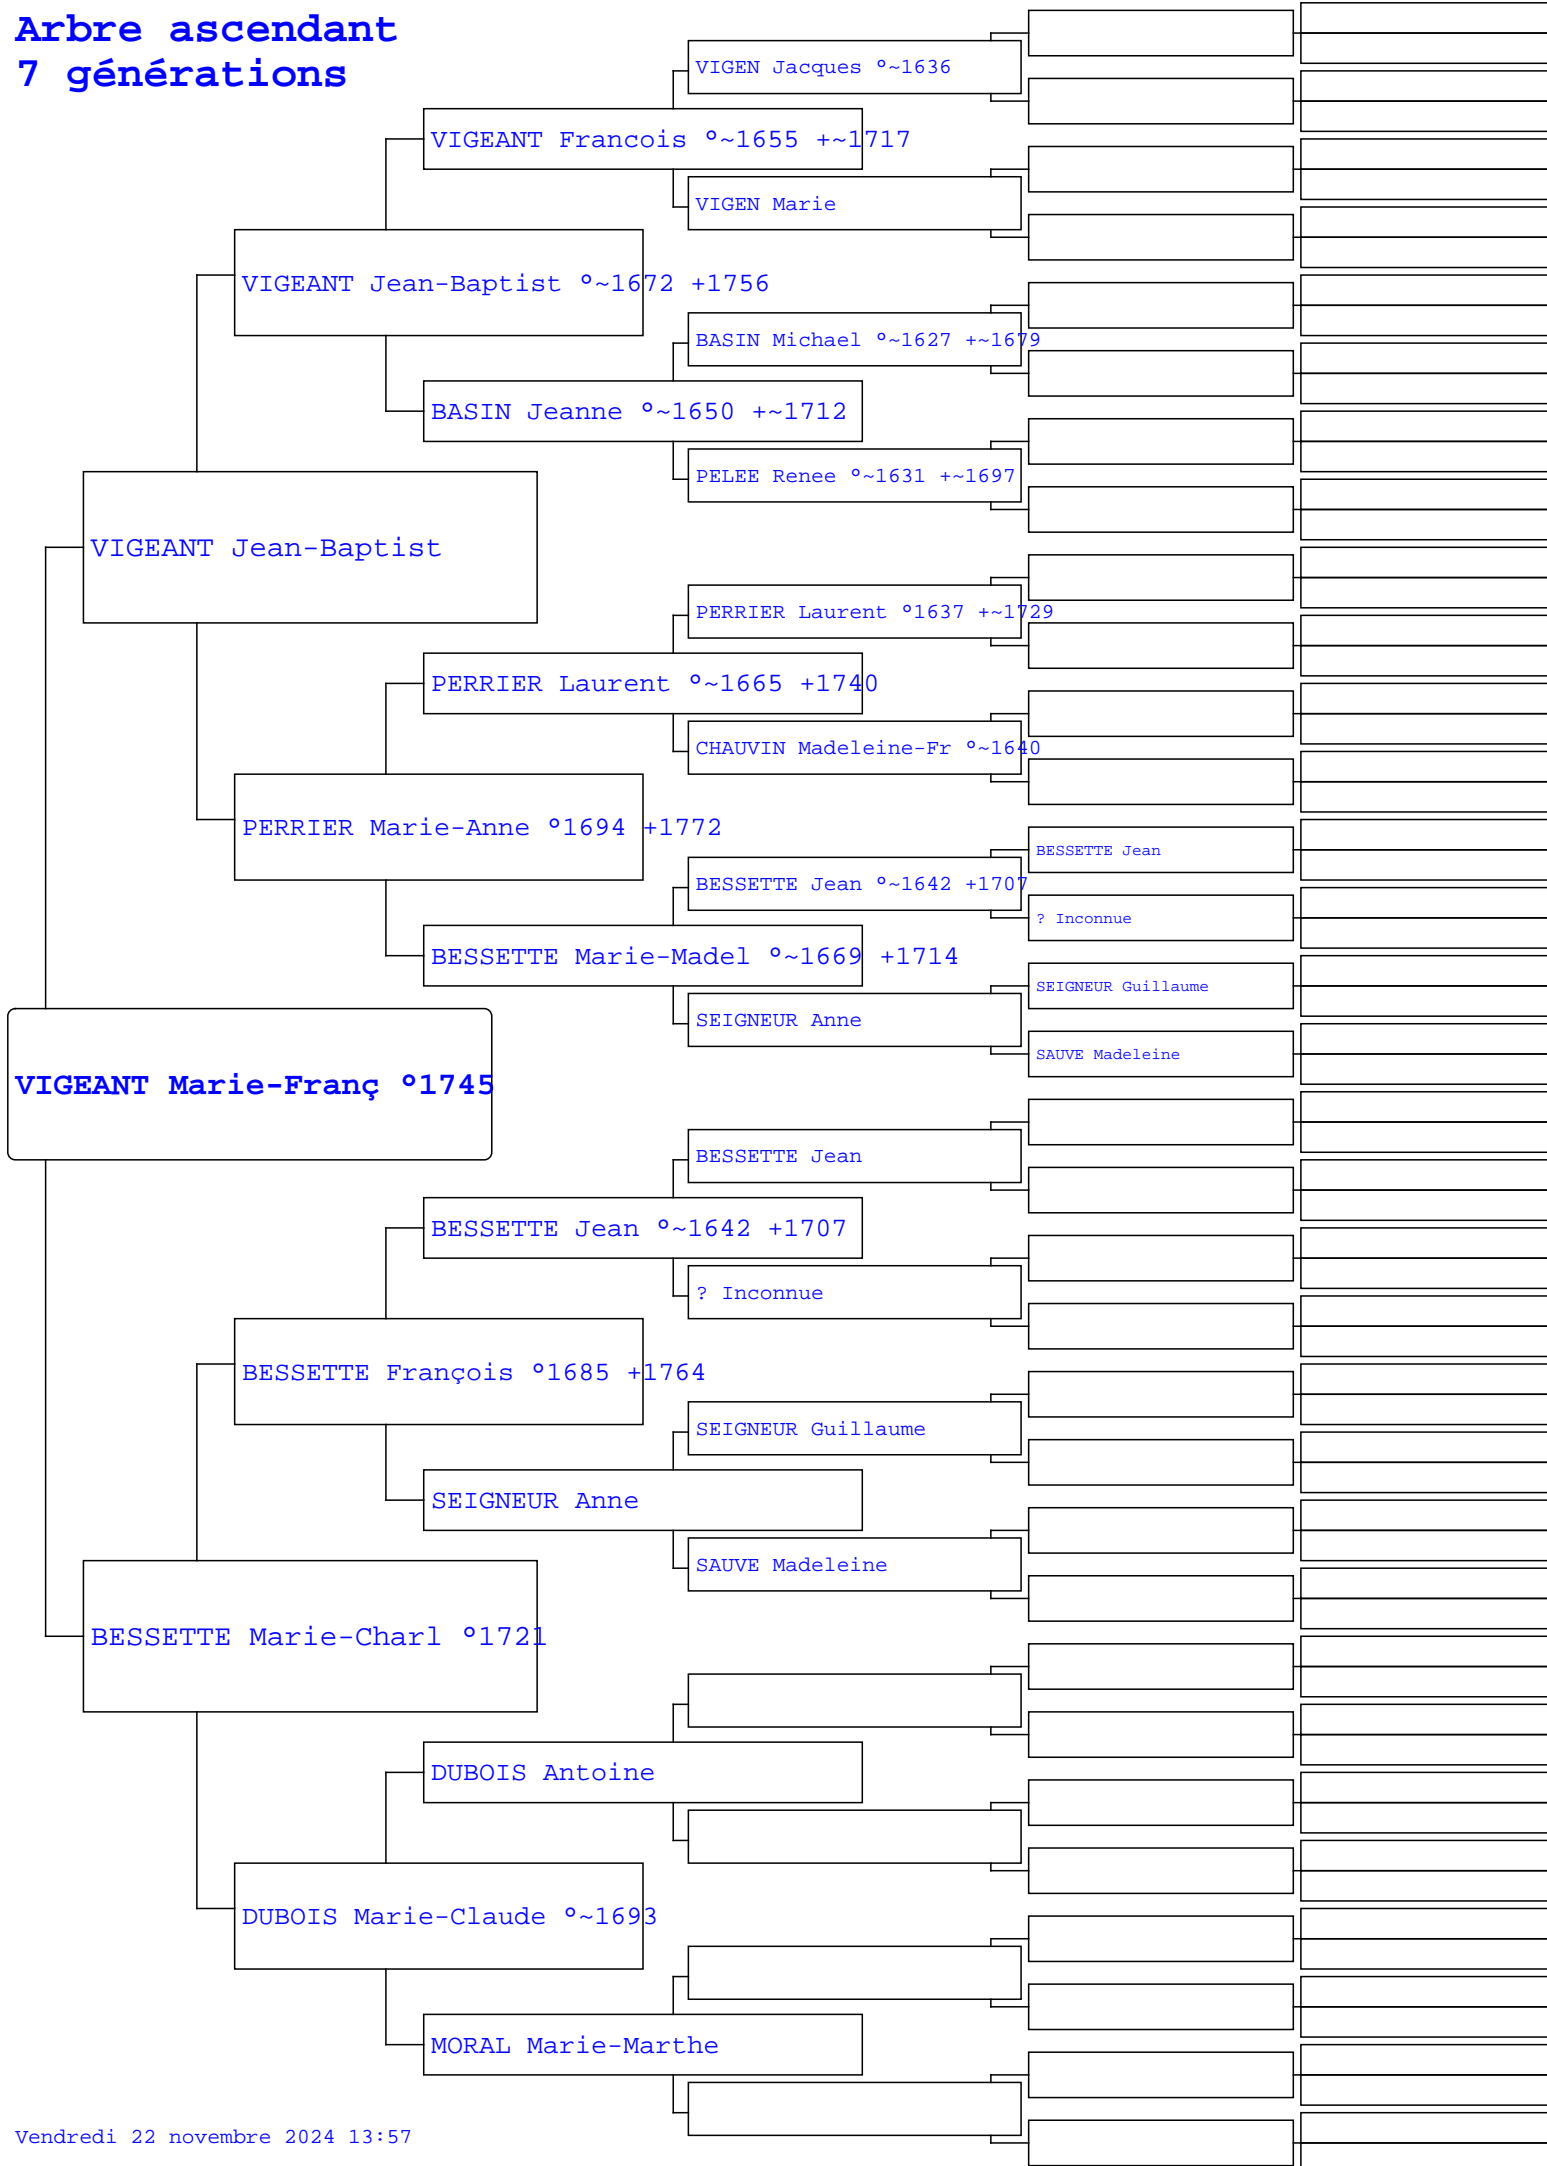 Arbre ascendant
7 générations
VIGEN Jacques °~1636
VIGEANT Francois °~1655 +~1717
VIGEN Marie
VIGEANT Jean-Baptist °~1672 +1756
BASIN Michael °~1627 +~1679
BASIN Jeanne °~1650 +~1712
PELEE Renee °~1631 +~1697
VIGEANT Jean-Baptist
PERRIER Laurent °1637 +~1729
PERRIER Laurent °~1665 +1740
CHAUVIN Madeleine-Fr °~1640
PERRIER Marie-Anne °1694 +1772
BESSETTE Jean
BESSETTE Jean °~1642 +1707
? Inconnue
BESSETTE Marie-Madel °~1669 +1714
SEIGNEUR Guillaume
SEIGNEUR Anne
SAUVE Madeleine
VIGEANT Marie-Franç °1745
BESSETTE Jean
BESSETTE Jean °~1642 +1707
? Inconnue
BESSETTE François °1685 +1764
SEIGNEUR Guillaume
SEIGNEUR Anne
SAUVE Madeleine
BESSETTE Marie-Charl °1721
DUBOIS Antoine
DUBOIS Marie-Claude °~1693
MORAL Marie-Marthe
Vendredi 22 novembre 2024 13:57